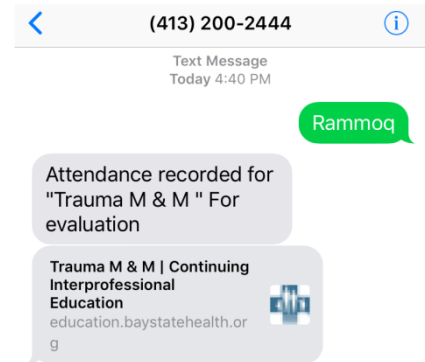 (413) 200-2444
Text Message
Today 4:40 PM
Rammoq
Attendance recorded for
"Trauma M & M " For
evaluation
Trauma M & M | Continuing
Interprofessional
Education
education.baystatehealth.or
g